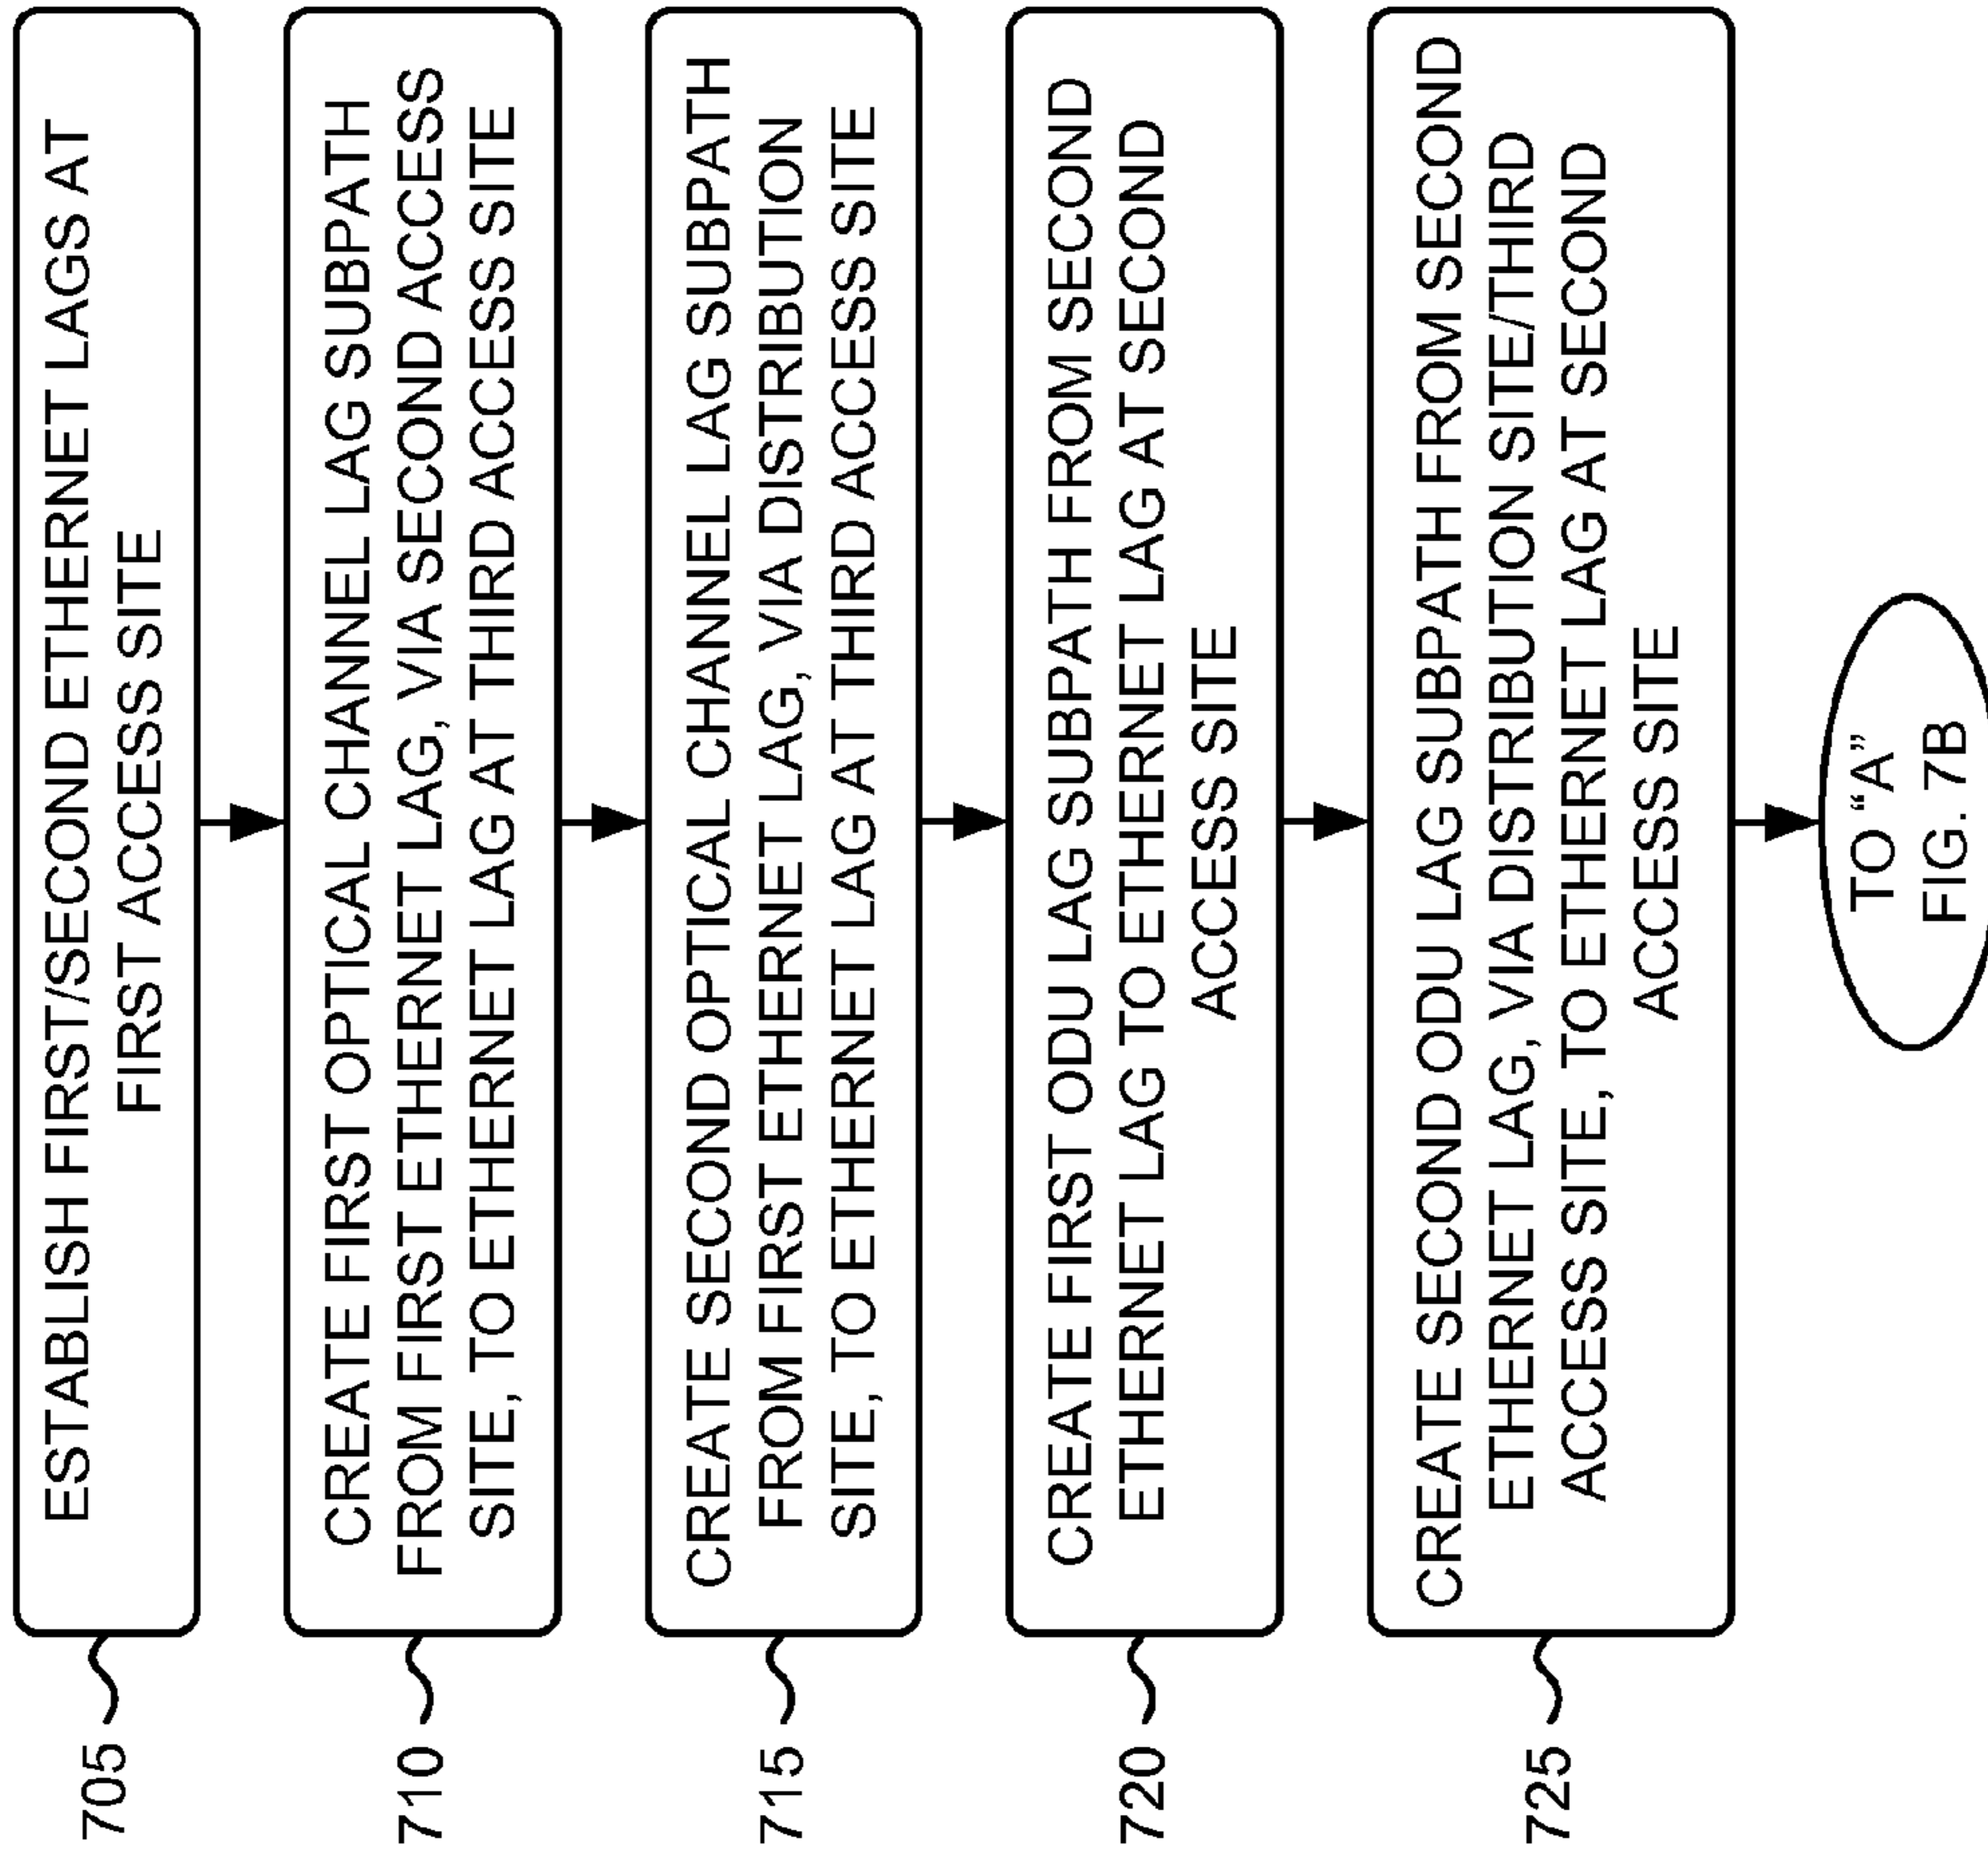 705
ESTABLISH FIRST/SECOND ETHERNET LAGS AT
FIRST ACCESS SITE
710
CREATE FIRST OPTICAL CHANNEL LAG SUBPATH
FROM FIRST ETHERNET LAG, VIA SECOND ACCESS
SITE, TO ETHERNET LAG AT THIRD ACCESS SITE
715
CREATE SECOND OPTICAL CHANNEL LAG SUBPATH
FROM FIRST ETHERNET LAG, VIA DISTRIBUTION
SITE, TO ETHERNET LAG AT THIRD ACCESS SITE
720
CREATE FIRST ODU LAG SUBPATH FROM SECOND
ETHERNET LAG TO ETHERNET LAG AT SECOND
ACCESS SITE
725
CREATE SECOND ODU LAG SUBPATH FROM SECOND
ETHERNET LAG, VIA DISTRIBUTION SITE/THIRD
ACCESS SITE, TO ETHERNET LAG AT SECOND
ACCESS SITE
TO “A”
FIG. 7B